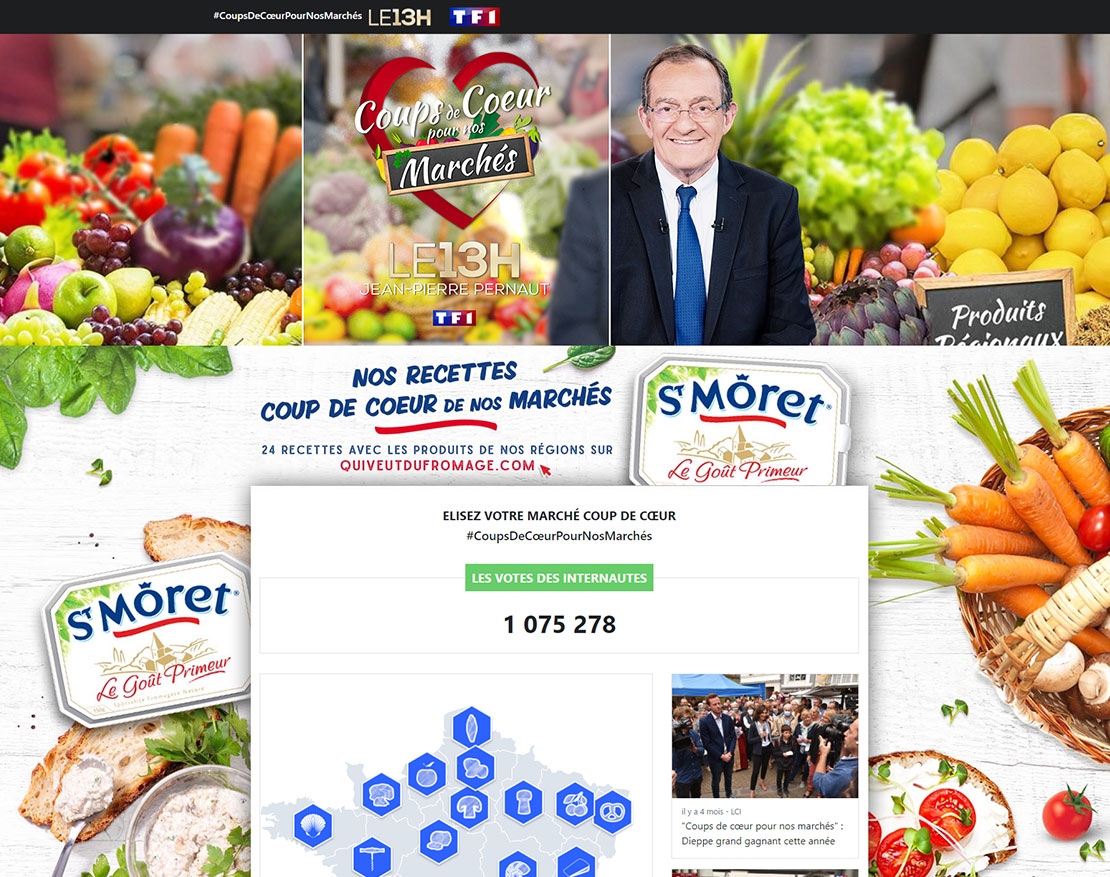 #CoupsDeCœurPourNosMarchés LE13H TF1
Coups de Coeur
pour nos
Marchés
LE13H
JEAN-PIERRE PERNAUT
TF1
Produits
Régionaux
NOS RECETTES
COUP DE COEUR DE NOS MARCHÉS
24 RECETTES AVEC LES PRODUITS DE NOS RÉGIONS SUR
QUIVEUTDUFROMAGE.COM
ST MÔret®
Le Goût Primeur
ELISEZ VOTRE MARCHÉ COUP DE CŒUR
#CoupsDeCœurPourNosMarchés
LES VOTES DES INTERNAUTES
1 075 278
ST MÔret®
Le Goût Primeur
il y a 4 mois - LCI
"Coups de cœur pour nos marchés" :
Dieppe grand gagnant cette année